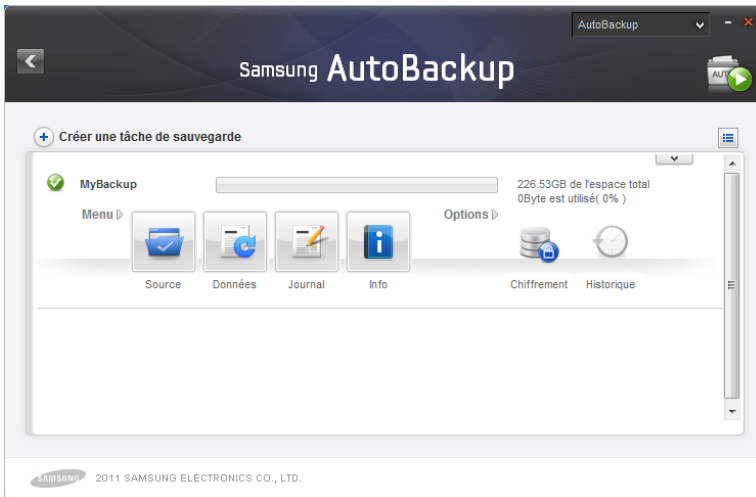 AutoBackup
Samsung AutoBackup
AUTO
Créer une tâche de sauvegarde
MyBackup
226.53GB de l'espace total
0Byte est utilisé( 0% )
Menu
Options
Source
Données
Journal
Info
Chiffrement
Historique
SAMSUNG 2011 SAMSUNG ELECTRONICS CO., LTD.